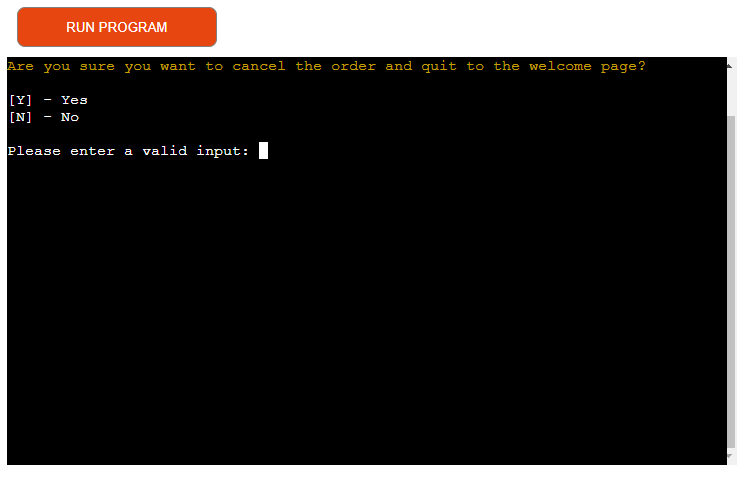 RUN PROGRAM
Are you sure you want to cancel the order and quit to the welcome page?
[Y] - Yes
[N] - No
Please enter a valid input: